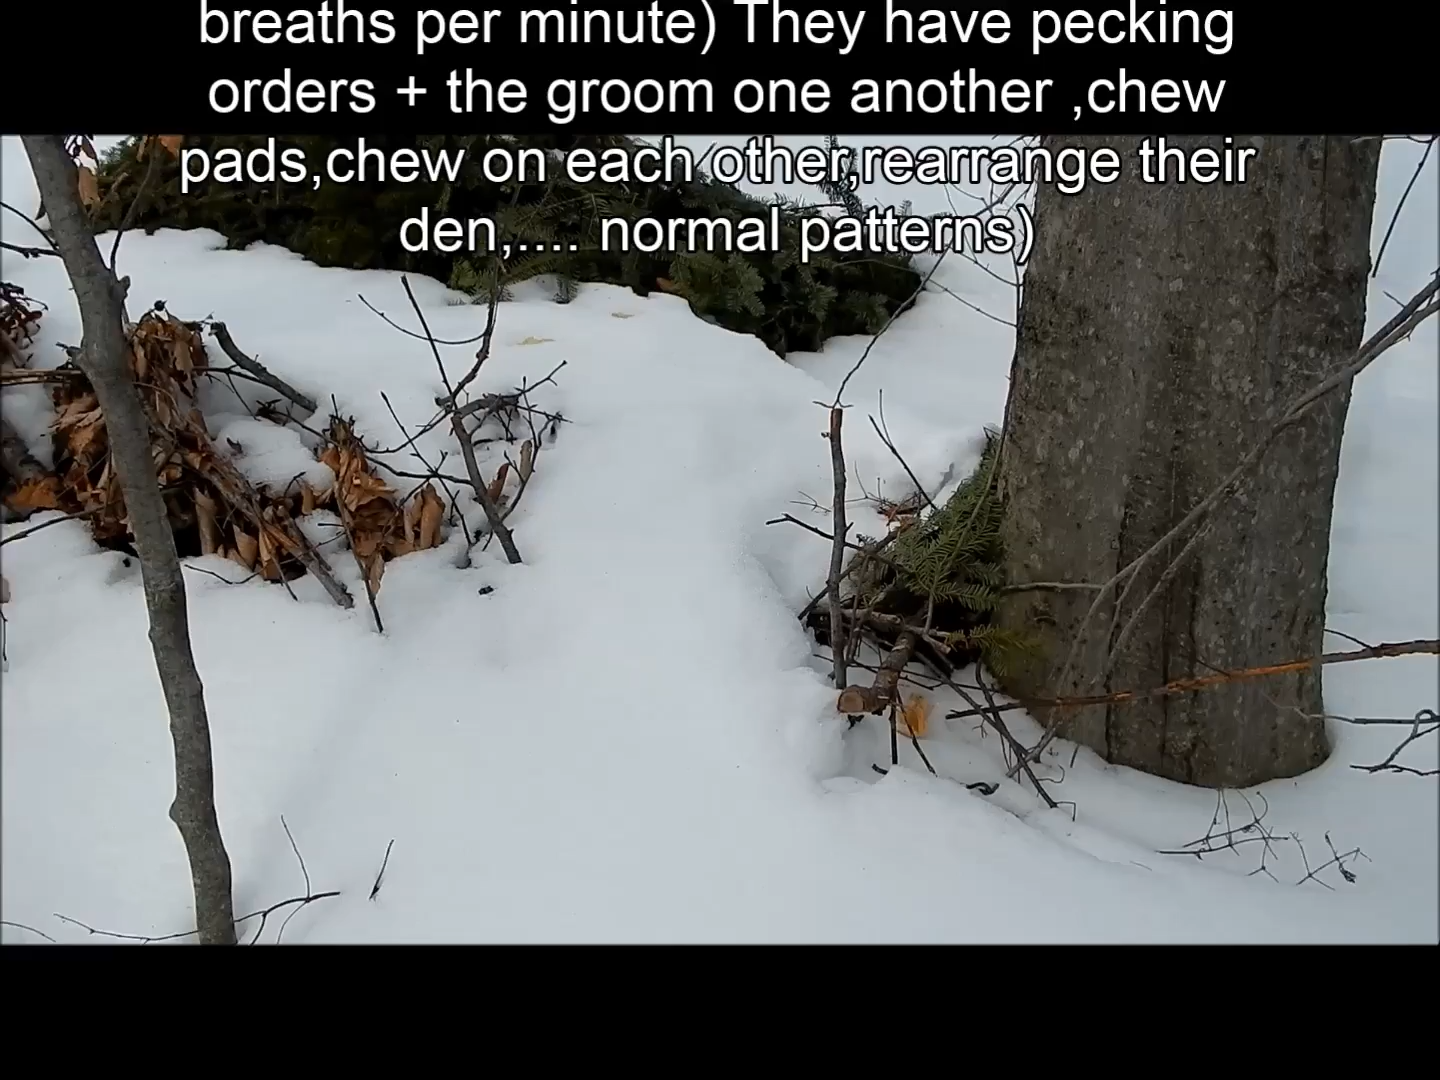 breaths per minute) They have pecking
orders + the groom one another ,chew
pads,chew on each other,rearrange their
den,.... normal patterns)